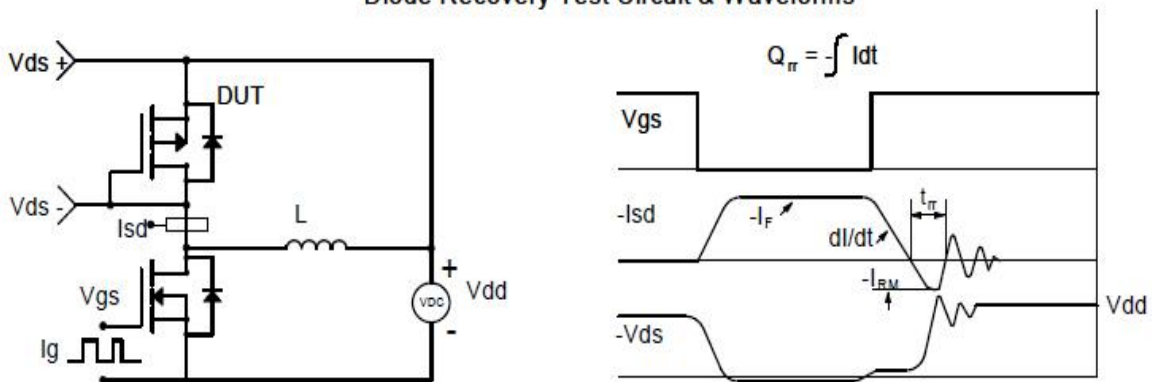 Diode Recovery Test Circuit & Waveforms
Vds +
DUT
Vds -
Isd
L
Vgs
Ig
+
VDC
Vdd
-
Qrr = -∫ Idt
Vgs
-Isd
-IF
dI/dt
trr
-IRM
Vdd
-Vds